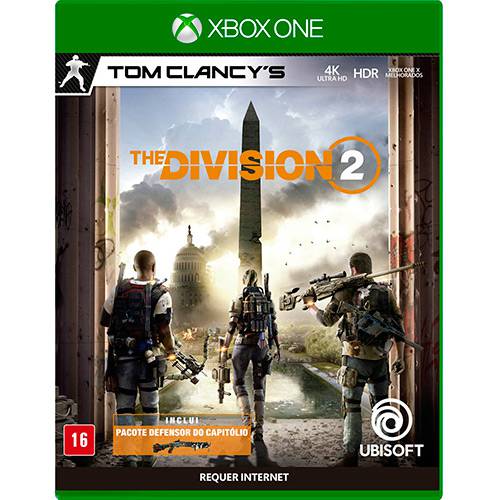 XBOX ONE
TOM CLANCY'S
4K
ULTRA HD
HDR
XBOX ONE X
MELHORADOS
THE DIVISION 2
INCLUI
PACOTE DEFENSOR DO CAPITÓLIO
16
UBISOFT
REQUER INTERNET